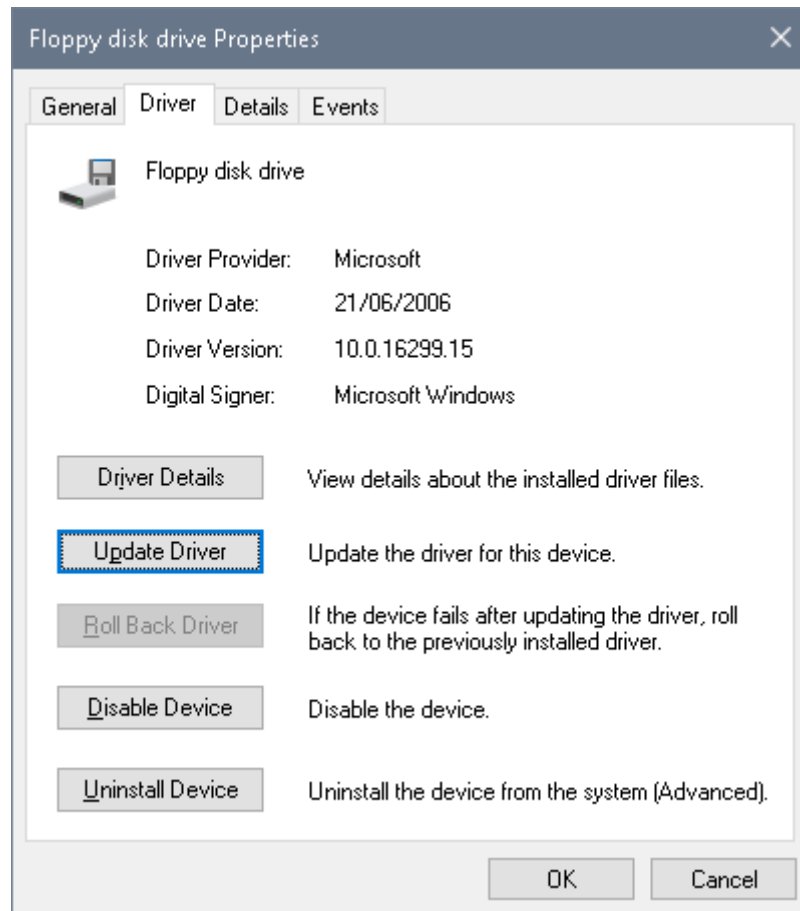 Floppy disk drive Properties
General Driver Details Events
Floppy disk drive
Driver Provider: Microsoft
Driver Date: 21/06/2006
Driver Version: 10.0.16299.15
Digital Signer: Microsoft Windows
Driver Details View details about the installed driver files.
Update Driver Update the driver for this device.
Roll Back Driver If the device fails after updating the driver, roll
back to the previously installed driver.
Disable Device Disable the device.
Uninstall Device Uninstall the device from the system (Advanced).
OK Cancel